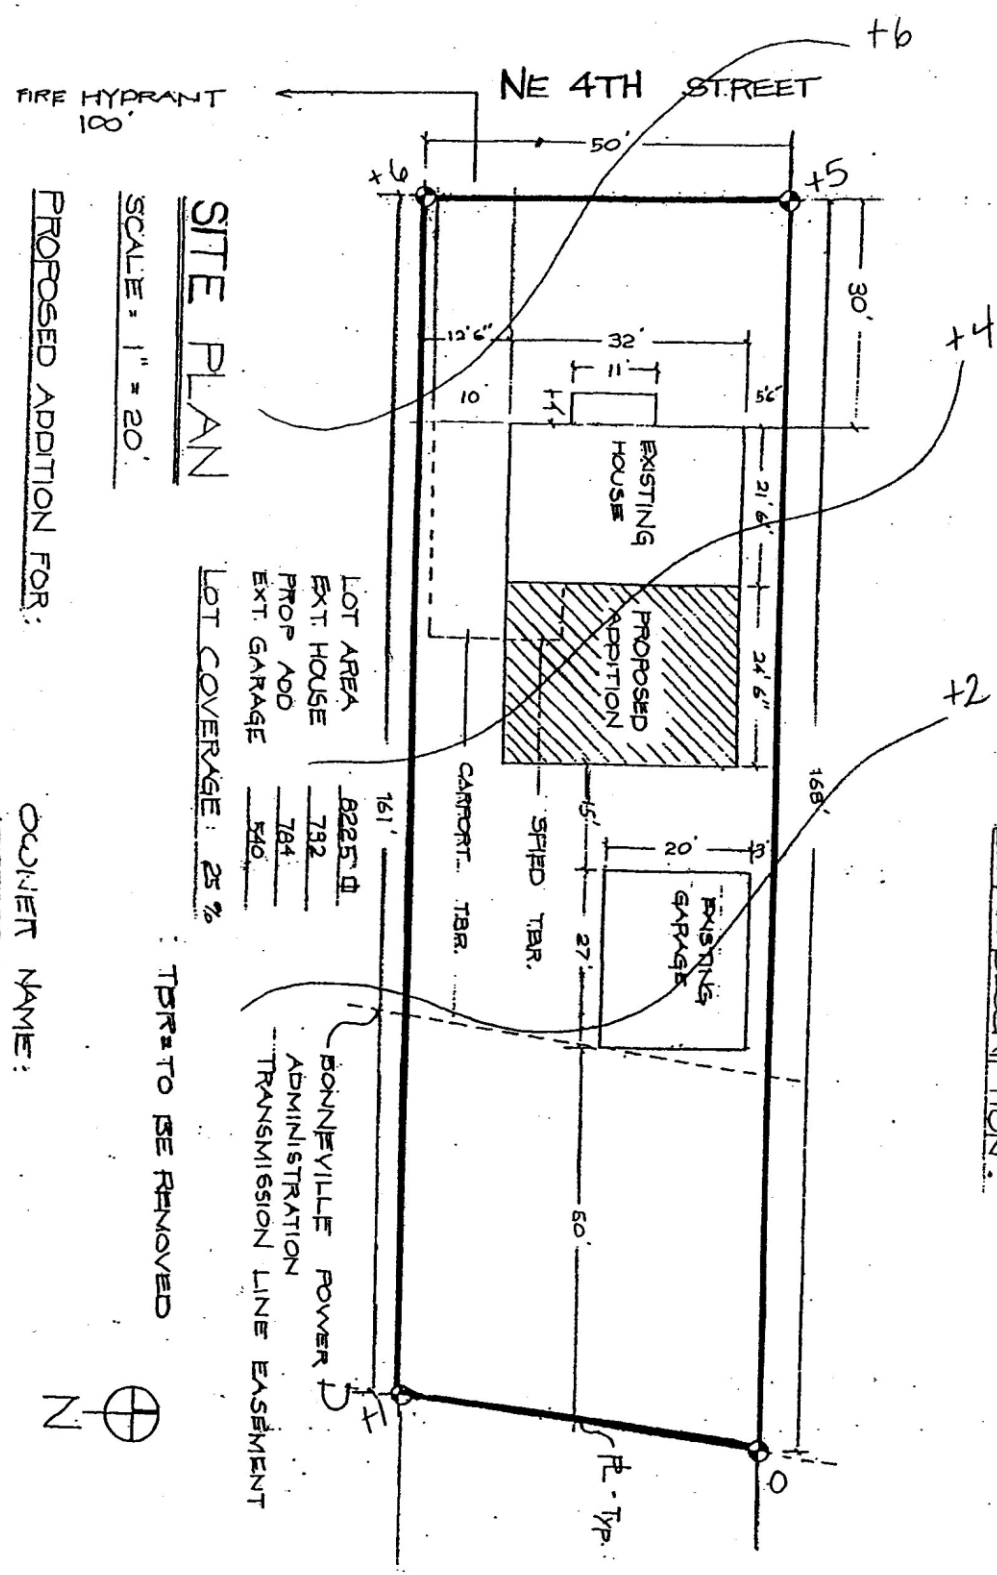 +6
NE 4TH STREET
FIRE HYDRANT
100'
50'
+6
+5
SITE PLAN
SCALE = 1" = 20'
PROPOSED ADDITION FOR:
30'
+4
12'6"
32'
11'
10'
5'6"
4'
EXISTING
HOUSE
21'6"
PROPOSED
ADDITION
24'6"
LOT AREA 8225
EXT. HOUSE 792
PROP ADD 784
EXT. GARAGE 540
LOT COVERAGE: 25%
+2
161'
168'
CARPORT T.B.R.
SHED T.B.R.
15'
20'
3'
27'
EXISTING
GARAGE
OWNER NAME:
: TBR=TO BE REMOVED
BONNEVILLE POWER
ADMINISTRATION
TRANSMISSION LINE EASEMENT
50'
+1
0
PL - TYP.
N